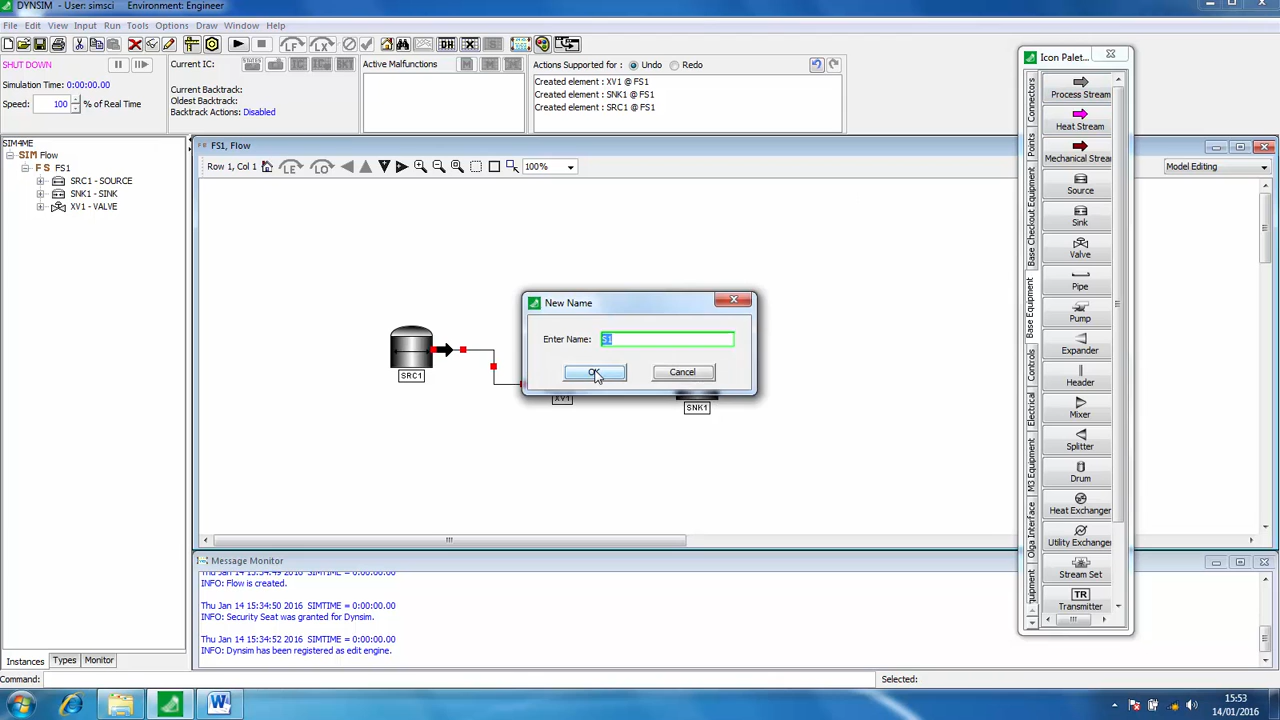 DYNSIM - User: simsci Environment: Engineer
File Edit View Input Run Tools Options Draw Window Help
SHUT DOWN
Simulation Time: 0:00:00.00
Speed: 100 % of Real Time
Current IC:
Current Backtrack:
Oldest Backtrack:
Backtrack Actions: Disabled
Active Malfunctions
Actions Supported for : Undo Redo
Created element : XV1 @ FS1
Created element : SNK1 @ FS1
Created element : SRC1 @ FS1
SIM4ME
SIM Flow
FS FS1
SRC1 - SOURCE
SNK1 - SINK
XV1 - VALVE
Instances Types Monitor
FS FS1, Flow
Row 1, Col 1 100% Model Editing
SRC1
XV1
SNK1
New Name
Enter Name: S1
OK Cancel
Icon Palet...
Connectors
Points
Base Checkout Equipment
Base Equipment
Controls
Electrical
M3 Equipment
Olga Interface
Process Stream
Heat Stream
Mechanical Strea
Source
Sink
Valve
Pipe
Pump
Expander
Header
Mixer
Splitter
Drum
Heat Exchanger
Utility Exchanger
Stream Set
TR
Transmitter
Message Monitor
Thu Jan 14 15:34:49 2016 SIMTIME = 0:00:00.00
INFO: Flow is created.
Thu Jan 14 15:34:50 2016 SIMTIME = 0:00:00.00
INFO: Security Seat was granted for Dynsim.
Thu Jan 14 15:34:52 2016 SIMTIME = 0:00:00.00
INFO: Dynsim has been registered as edit engine.
Command: Selected:
15:53
14/01/2016